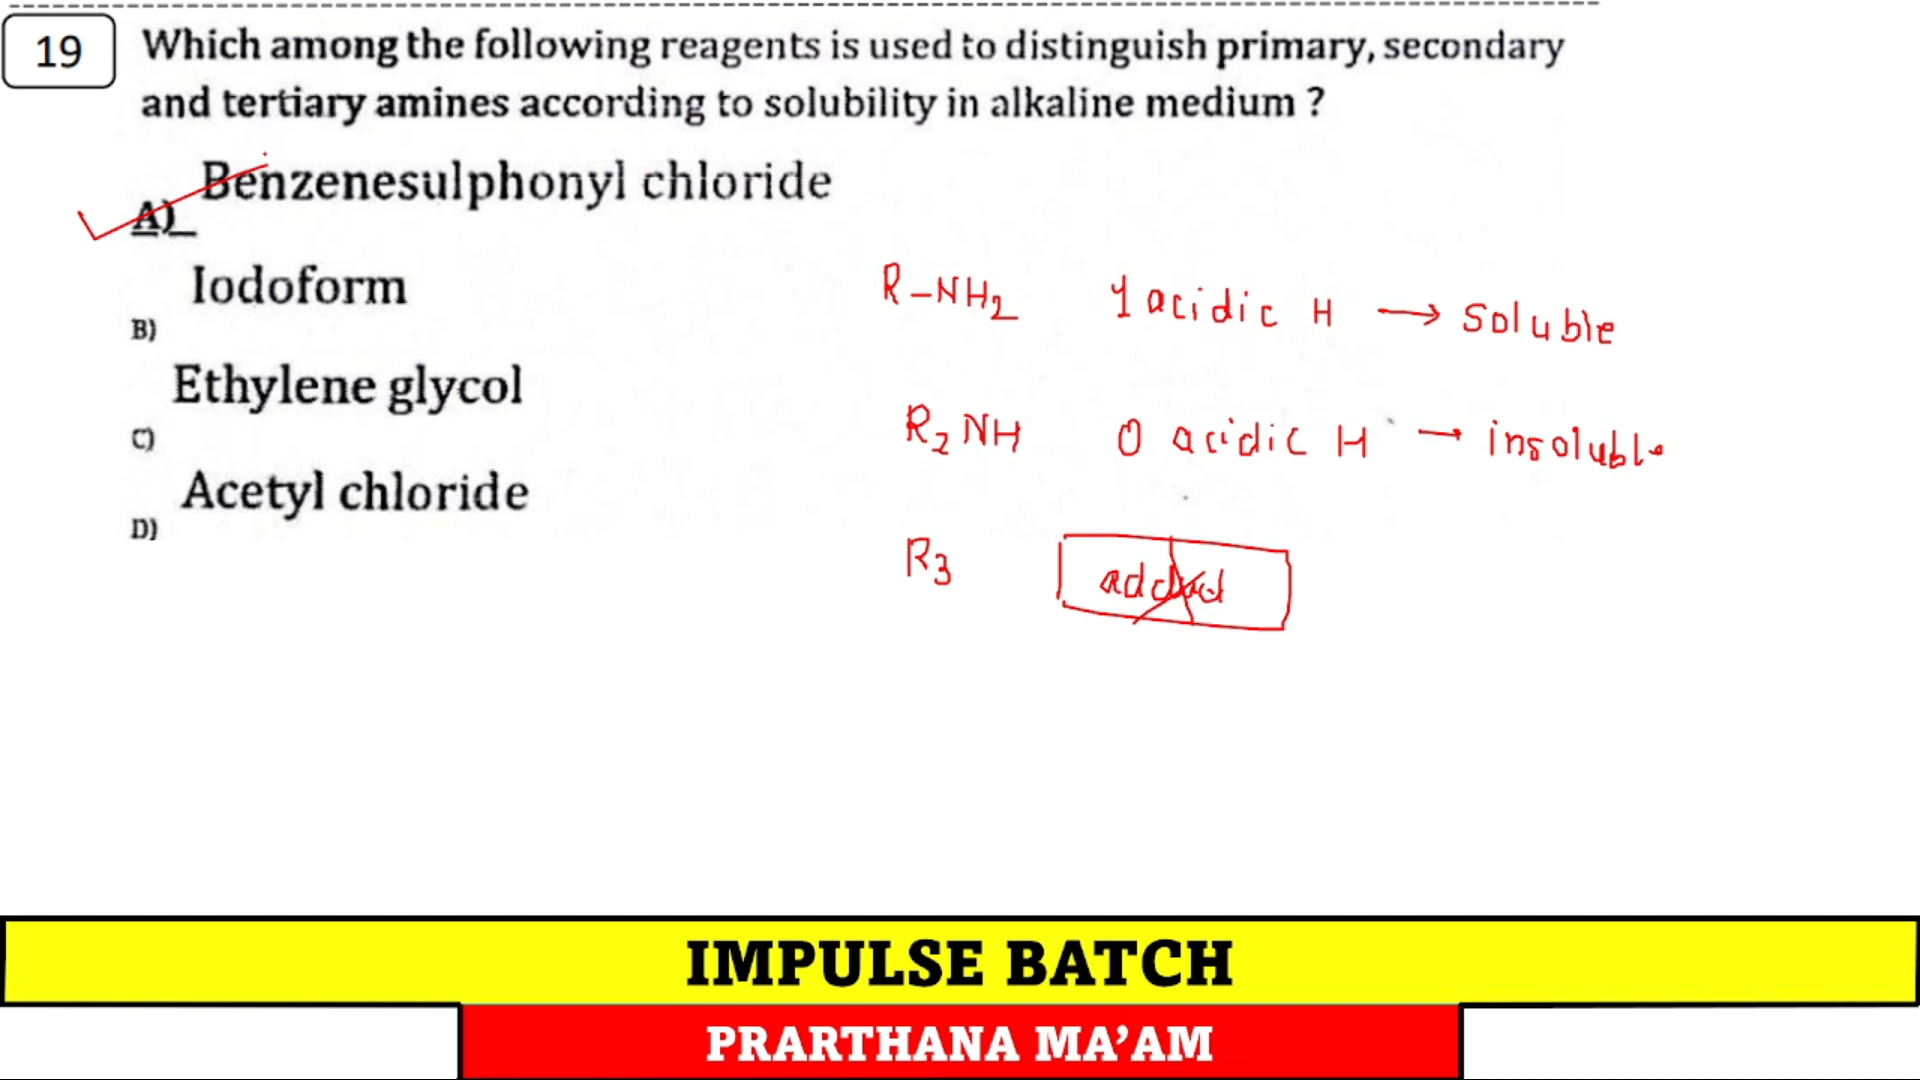 19
Which among the following reagents is used to distinguish primary, secondary
and tertiary amines according to solubility in alkaline medium ?
A) Benzenesulphonyl chloride
B) Iodoform
C) Ethylene glycol
D) Acetyl chloride
R-NH2 1 acidic H → soluble
R2NH 0 acidic H → insoluble
R3
IMPULSE BATCH
PRARTHANA MA'AM